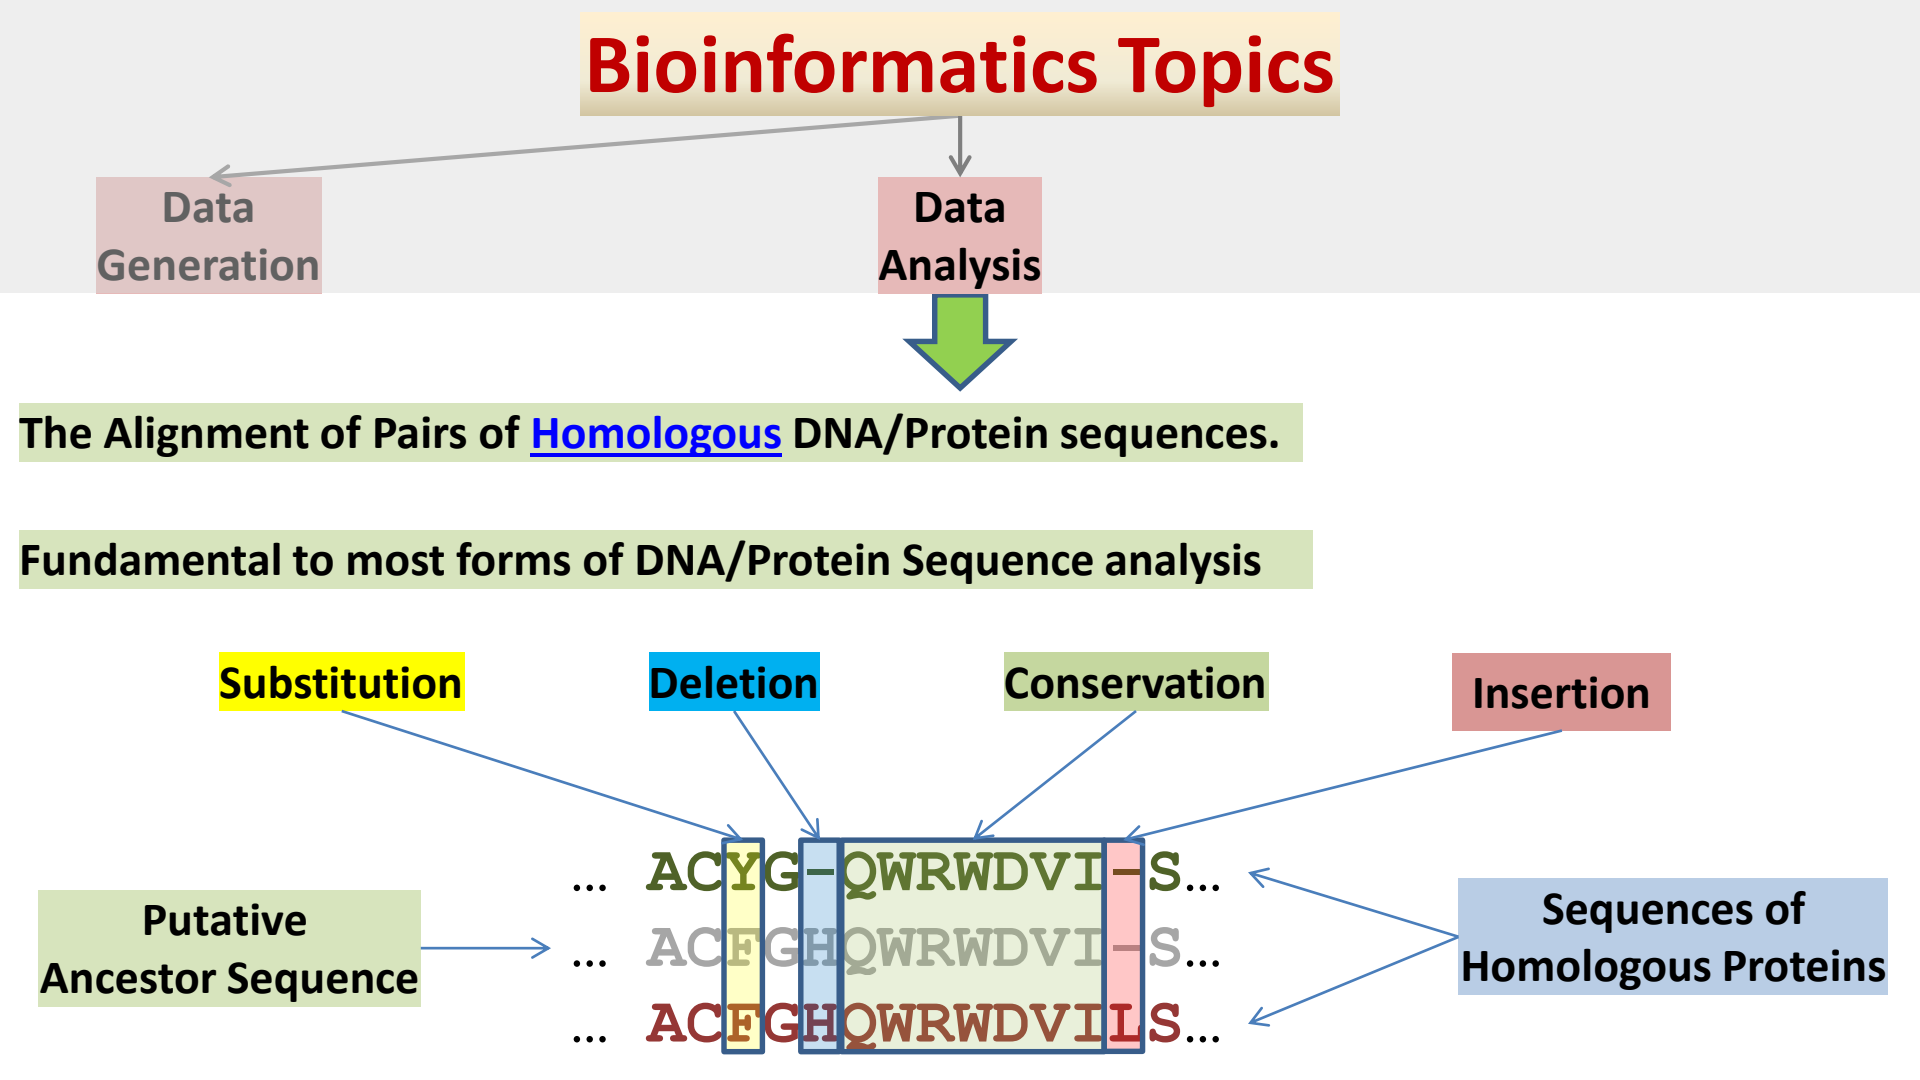 Bioinformatics Topics
Data
Generation
Data
Analysis
The Alignment of Pairs of Homologous DNA/Protein sequences.
Fundamental to most forms of DNA/Protein Sequence analysis
Substitution
Deletion
Conservation
Insertion
... ACYG-QWRWDVI-S...
Putative
Ancestor Sequence
... ACFGHQWRWDVI-S...
Sequences of
Homologous Proteins
... ACFGHQWRWDVILS...